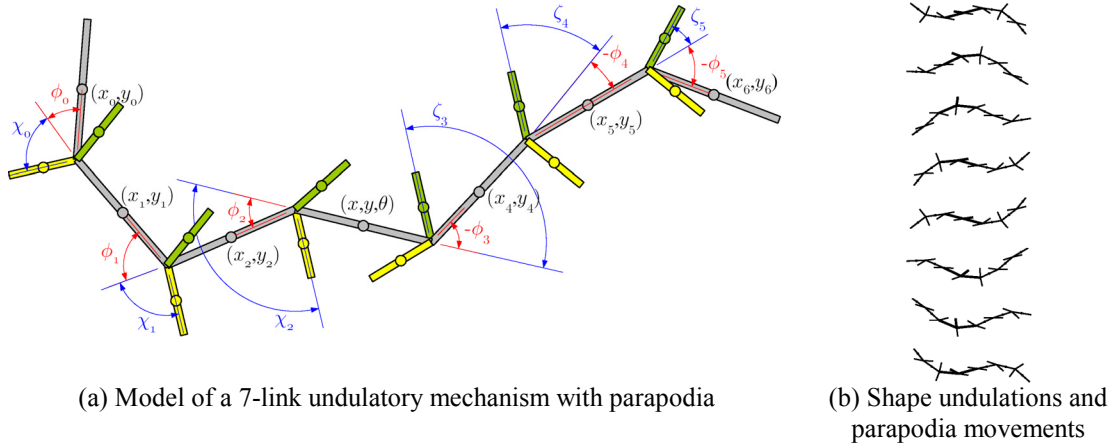 ζ₄
ζ₅
-ϕ₄
-ϕ₅
ϕ₀
(x₀,y₀)
(x₆,y₆)
χ₀
ζ₃
(x₅,y₅)
(x₁,y₁)
ϕ₂
(x,y,θ)
(x₄,y₄)
-ϕ₃
ϕ₁
(x₂,y₂)
χ₁
χ₂
(a) Model of a 7-link undulatory mechanism with parapodia
(b) Shape undulations and
parapodia movements